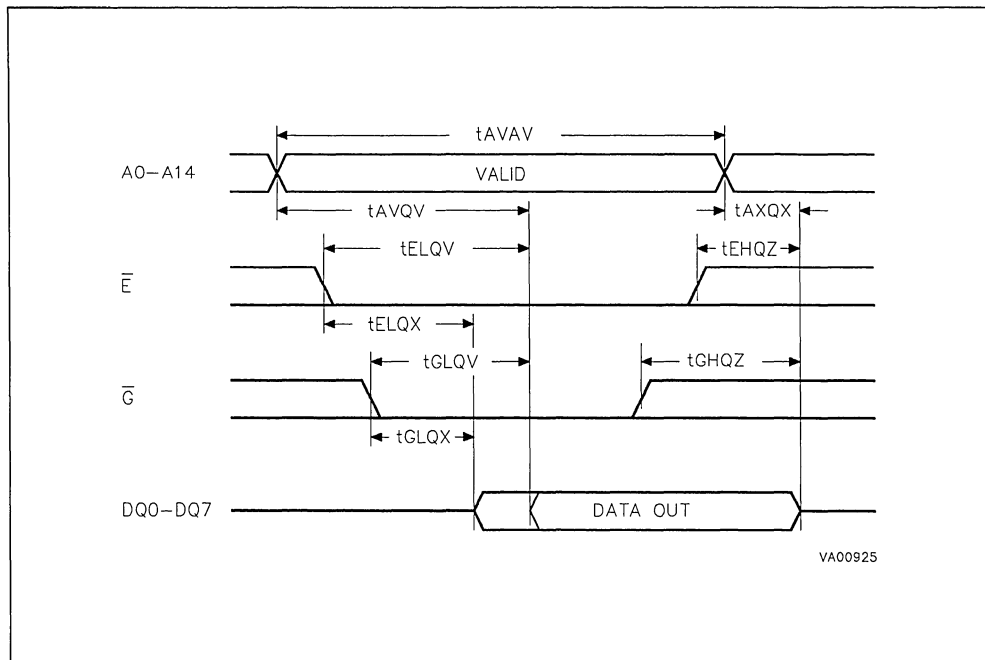 tAVAV
A0-A14
VALID
tAVQV
tAXQX
tELQV
tEHQZ
E̅
tELQX
tGLQV
tGHQZ
G̅
tGLQX
DQ0-DQ7
DATA OUT
VA00925